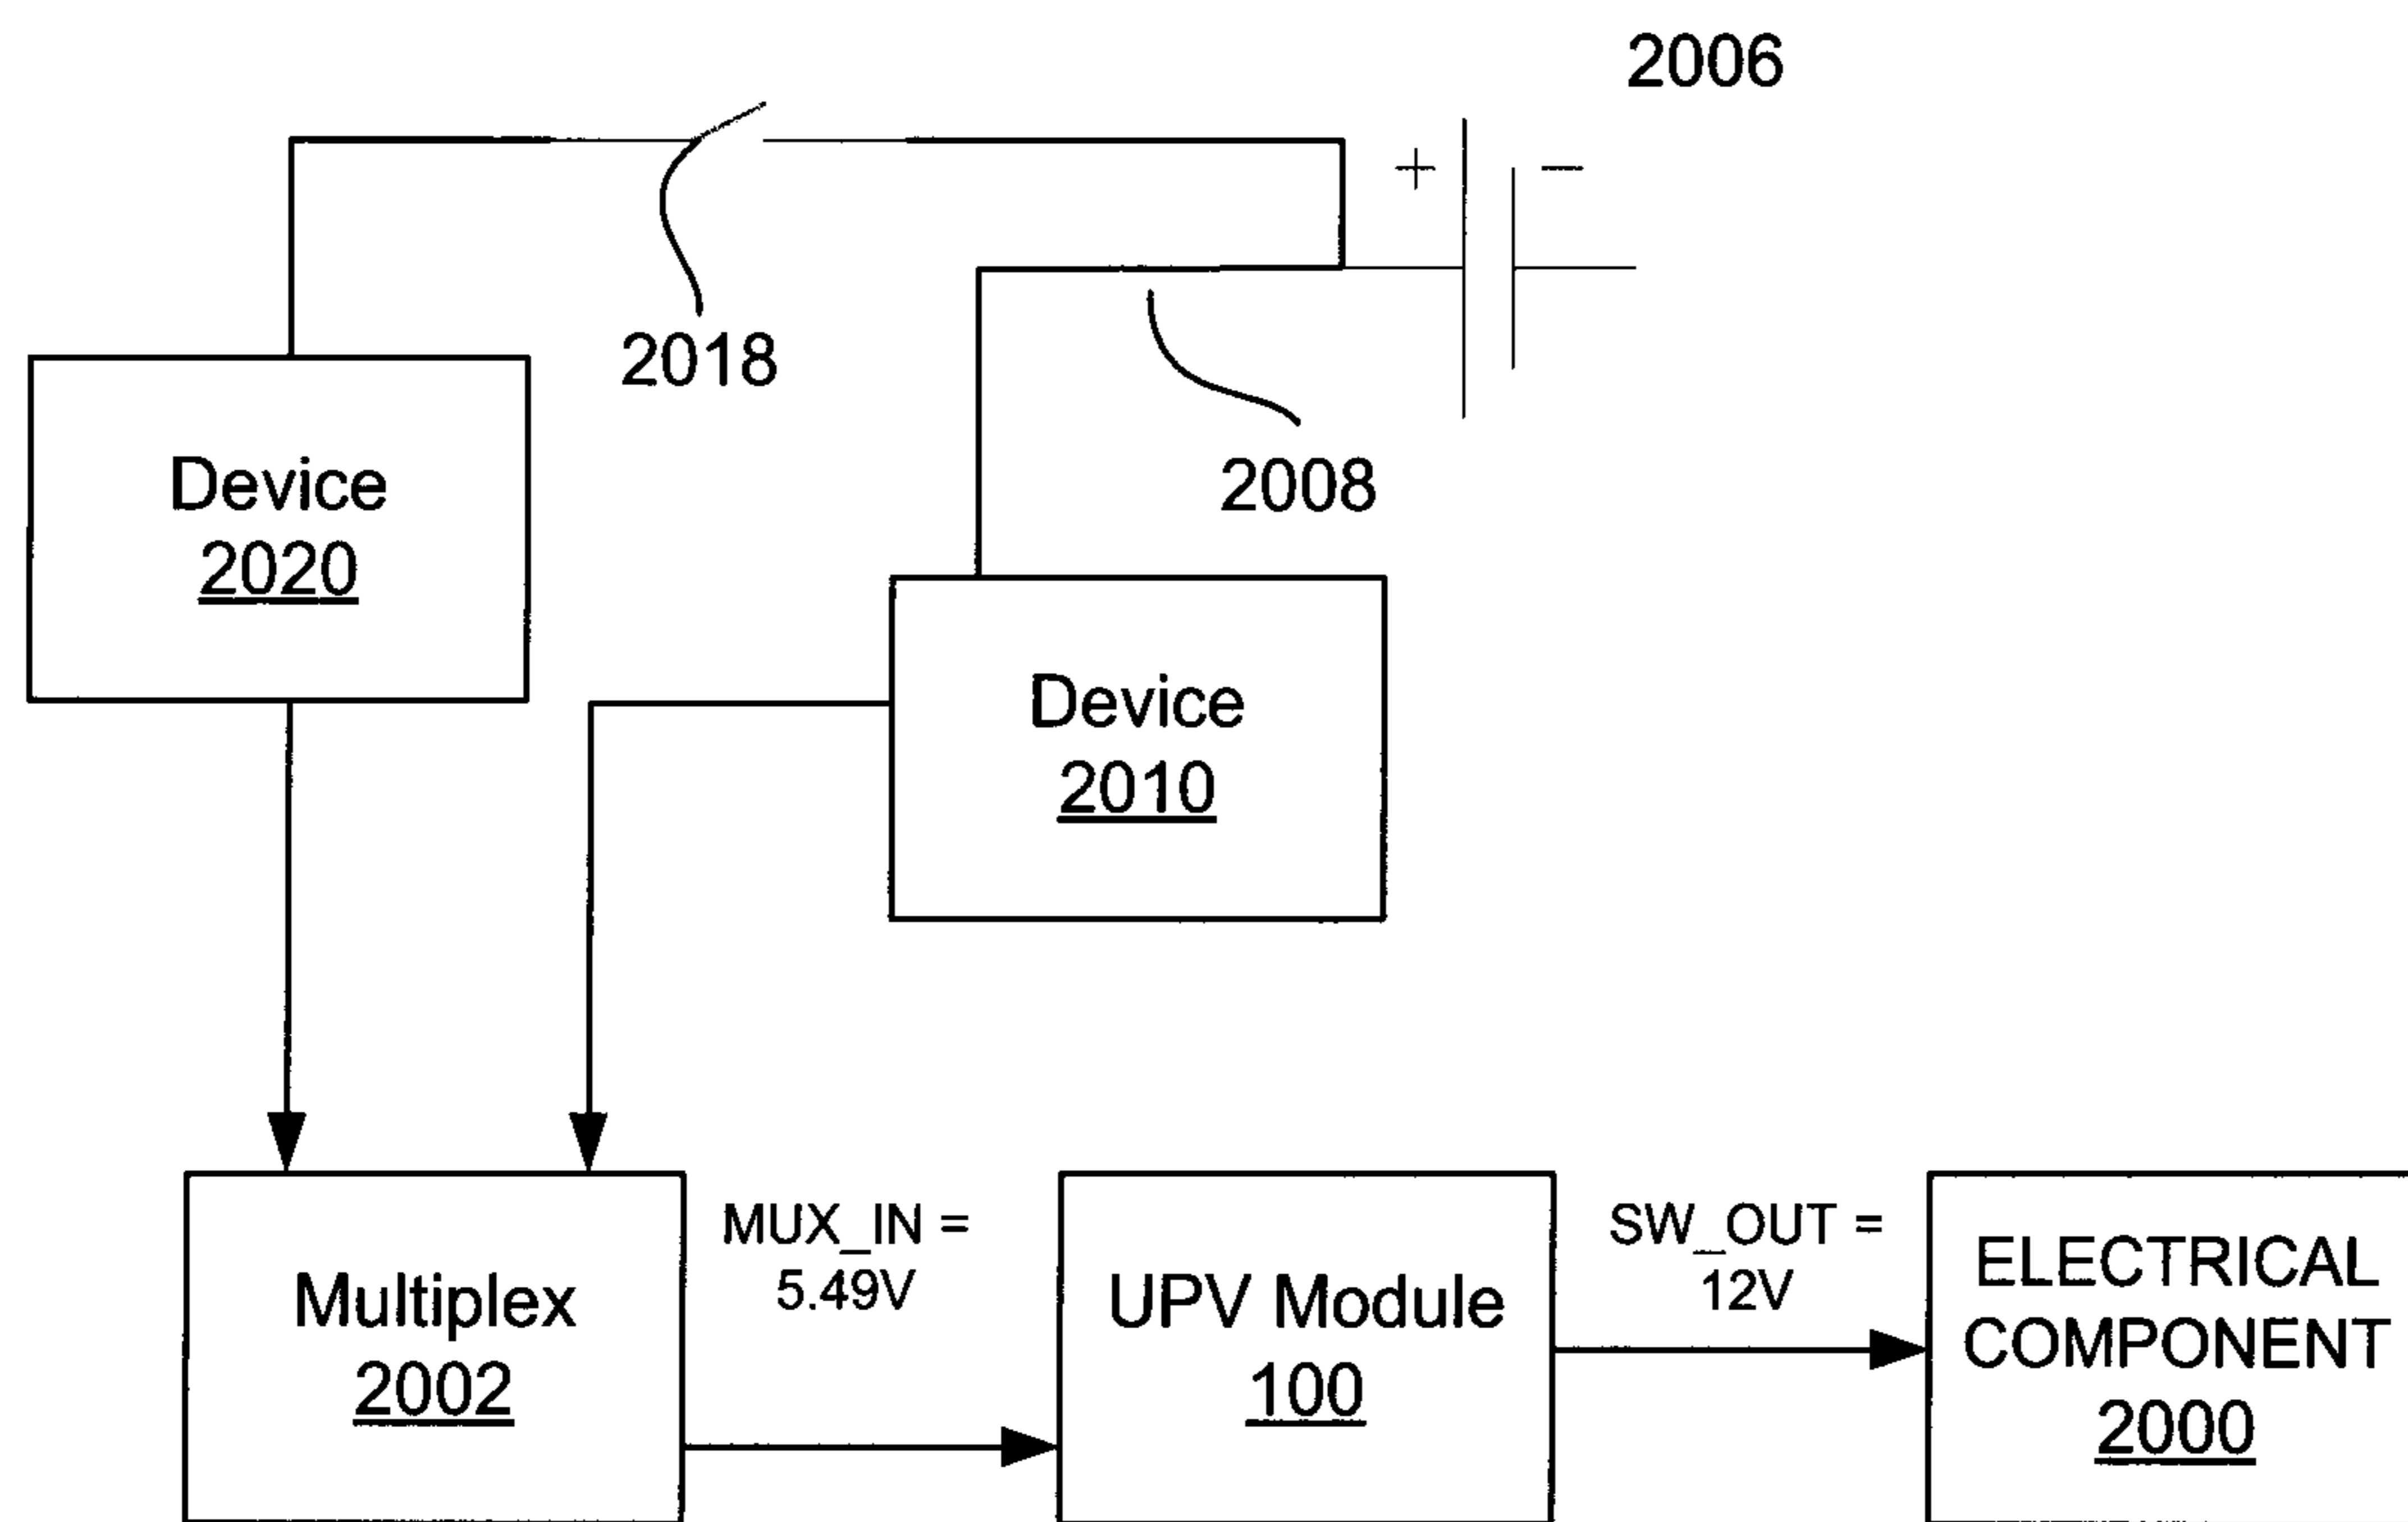 2006
+ −
2018
2008
Device
2020
Device
2010
Multiplex
2002
MUX_IN =
5.49V
UPV Module
100
SW_OUT =
12V
ELECTRICAL
COMPONENT
2000